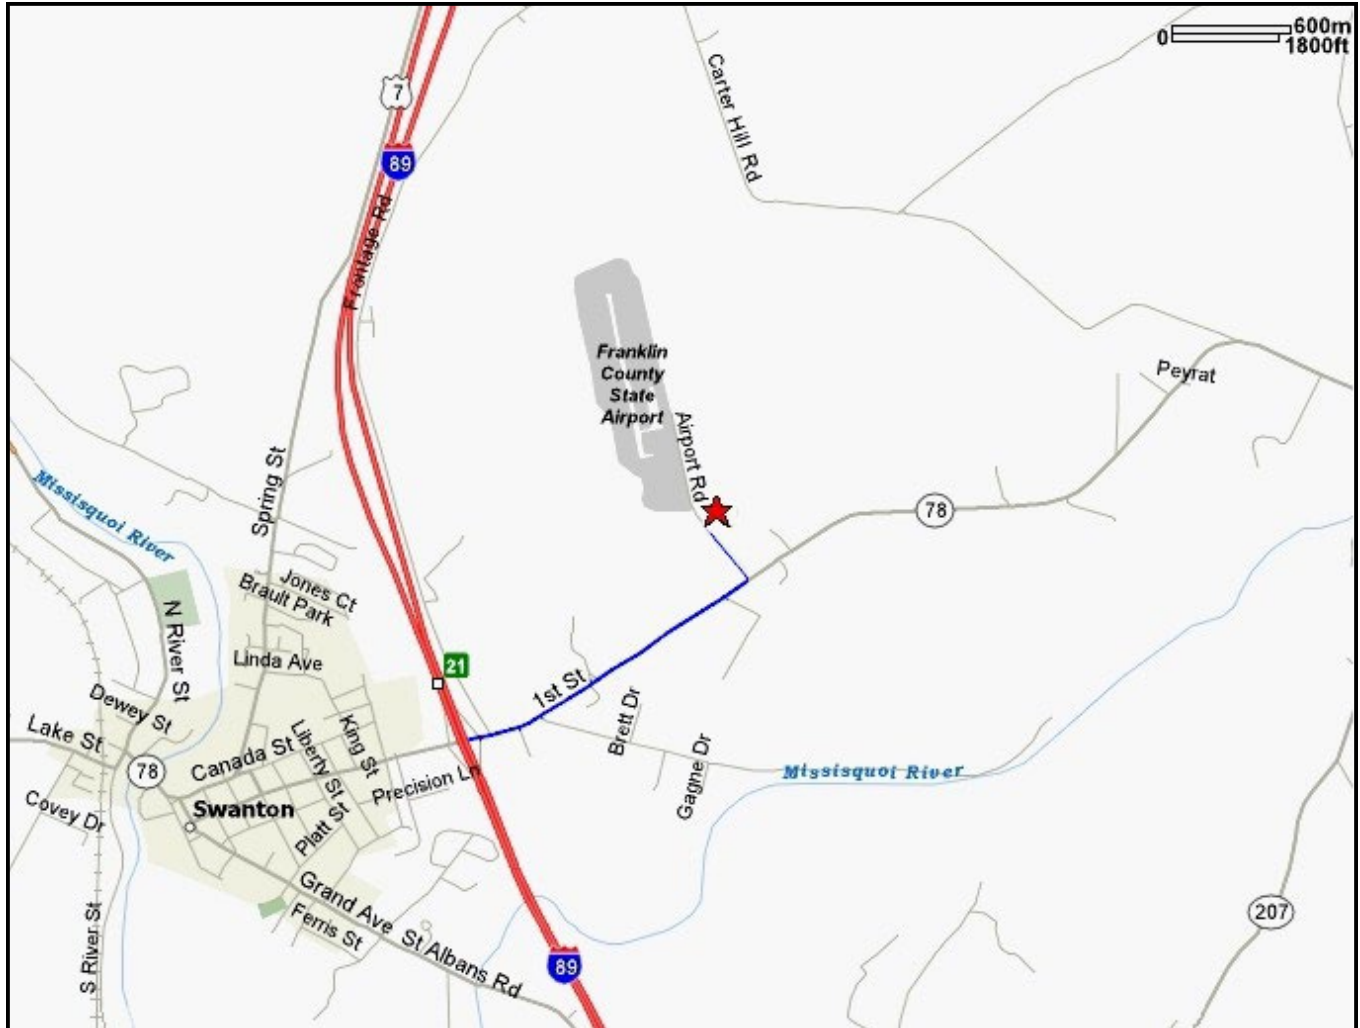 0
600m
1800ft
7
89
Carter Hill Rd
Frontage Rd
Franklin
County
State
Airport
Peyrat
Airport Rd
Spring St
Missisquoi River
78
Jones Ct
Brault Park
N River St
Linda Ave
21
1st St
Dewey St
Lake St
King St
Liberty St
Brett Dr
Canada St
78
Gagne Dr
Missisquoi River
Precision Ln
Covey Dr
Swanton
Platt St
Grand Ave
St Albans Rd
Ferris St
207
S River St
89